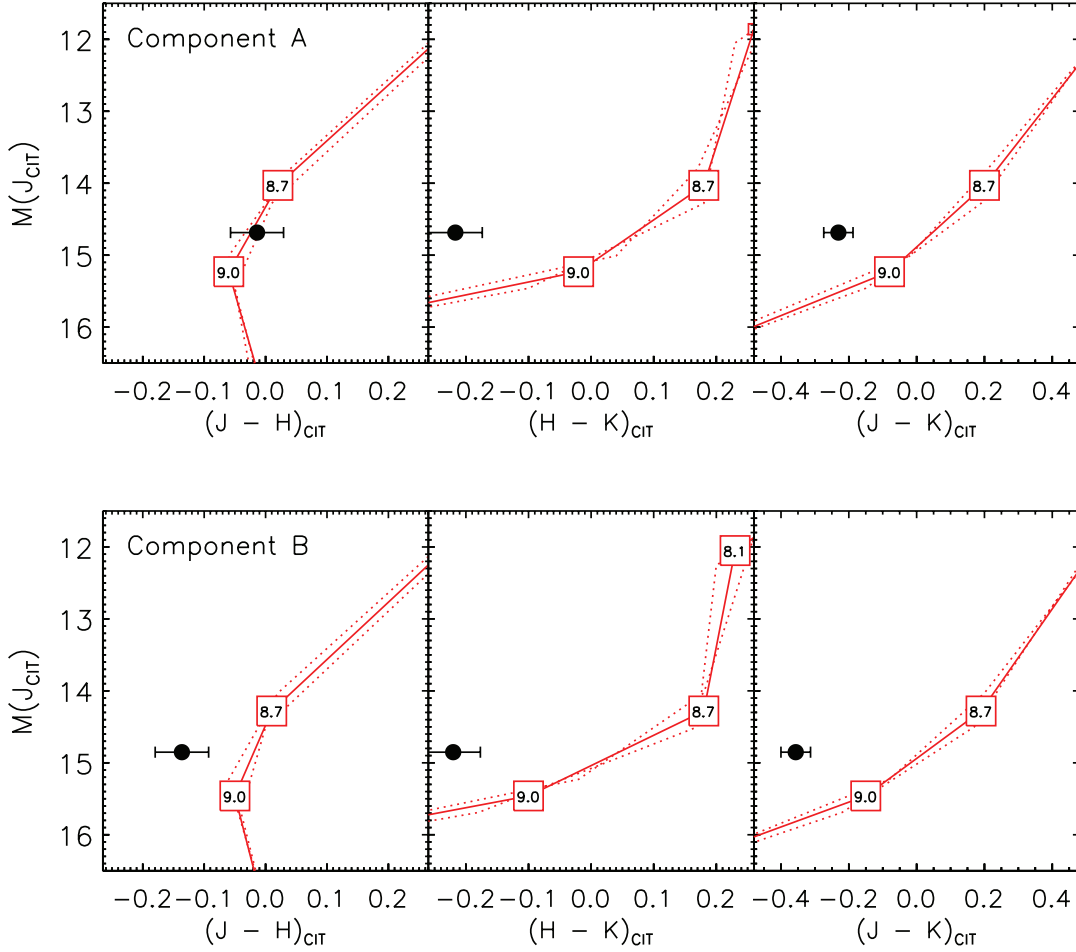 Component A
12
13
14
15
16
M(J_CIT)
8.7
9.0
8.7
9.0
8.7
9.0
−0.2 −0.1 0.0 0.1 0.2
0.0 0.1 0.2
−0.4 −0.2 0.0 0.2 0.4
(J − H)_CIT
(H − K)_CIT
(J − K)_CIT
Component B
12
13
14
15
16
M(J_CIT)
8.7
9.0
8.1
8.7
9.0
8.7
9.0
−0.2 −0.1 0.0 0.1 0.2
−0.2 −0.1 0.0 0.1 0.2
−0.4 −0.2 0.0 0.2 0.4
(J − H)_CIT
(H − K)_CIT
(J − K)_CIT